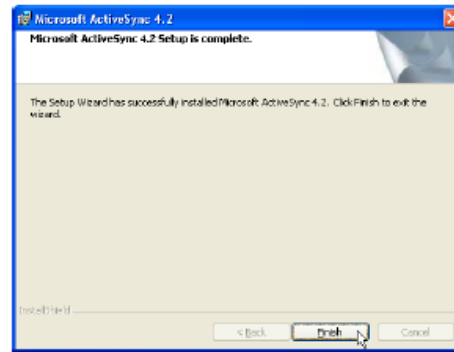 Microsoft ActiveSync 4.2
Microsoft ActiveSync 4.2 Setup is complete.
The Setup Wizard has successfully installed Microsoft ActiveSync 4.2. Click Finish to exit the
wizard.
InstallShield
< Back Finish Cancel